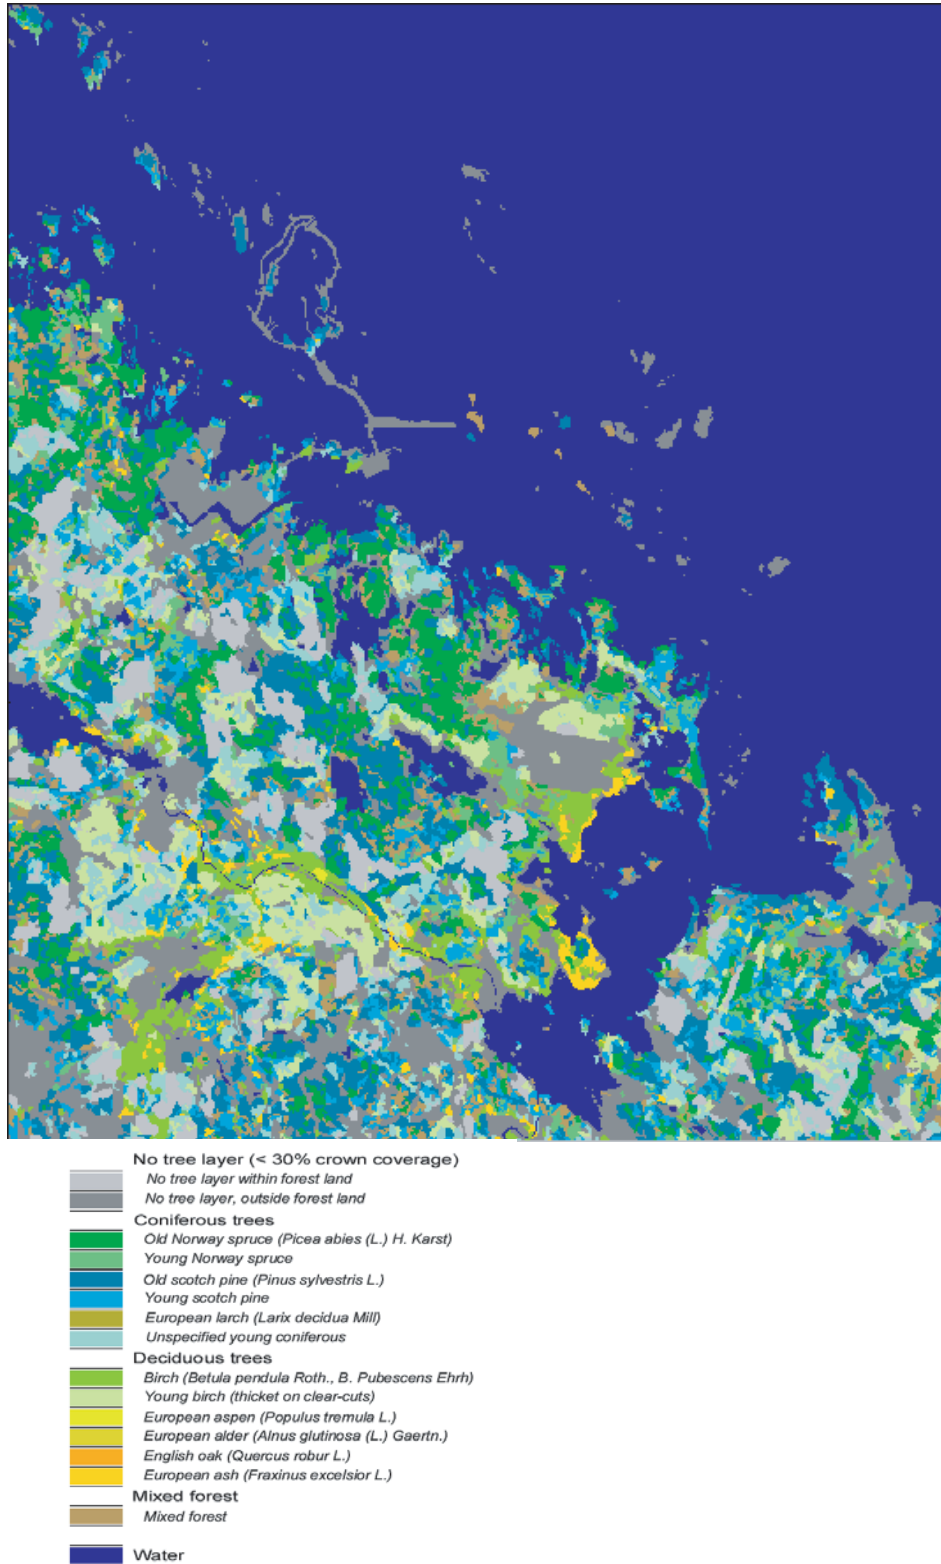 No tree layer (< 30% crown coverage)
No tree layer within forest land
No tree layer, outside forest land
Coniferous trees
Old Norway spruce (Picea abies (L.) H. Karst)
Young Norway spruce
Old scotch pine (Pinus sylvestris L.)
Young scotch pine
European larch (Larix decidua Mill)
Unspecified young coniferous
Deciduous trees
Birch (Betula pendula Roth., B. Pubescens Ehrh)
Young birch (thicket on clear-cuts)
European aspen (Populus tremula L.)
European alder (Alnus glutinosa (L.) Gaertn.)
English oak (Quercus robur L.)
European ash (Fraxinus excelsior L.)
Mixed forest
Mixed forest
Water